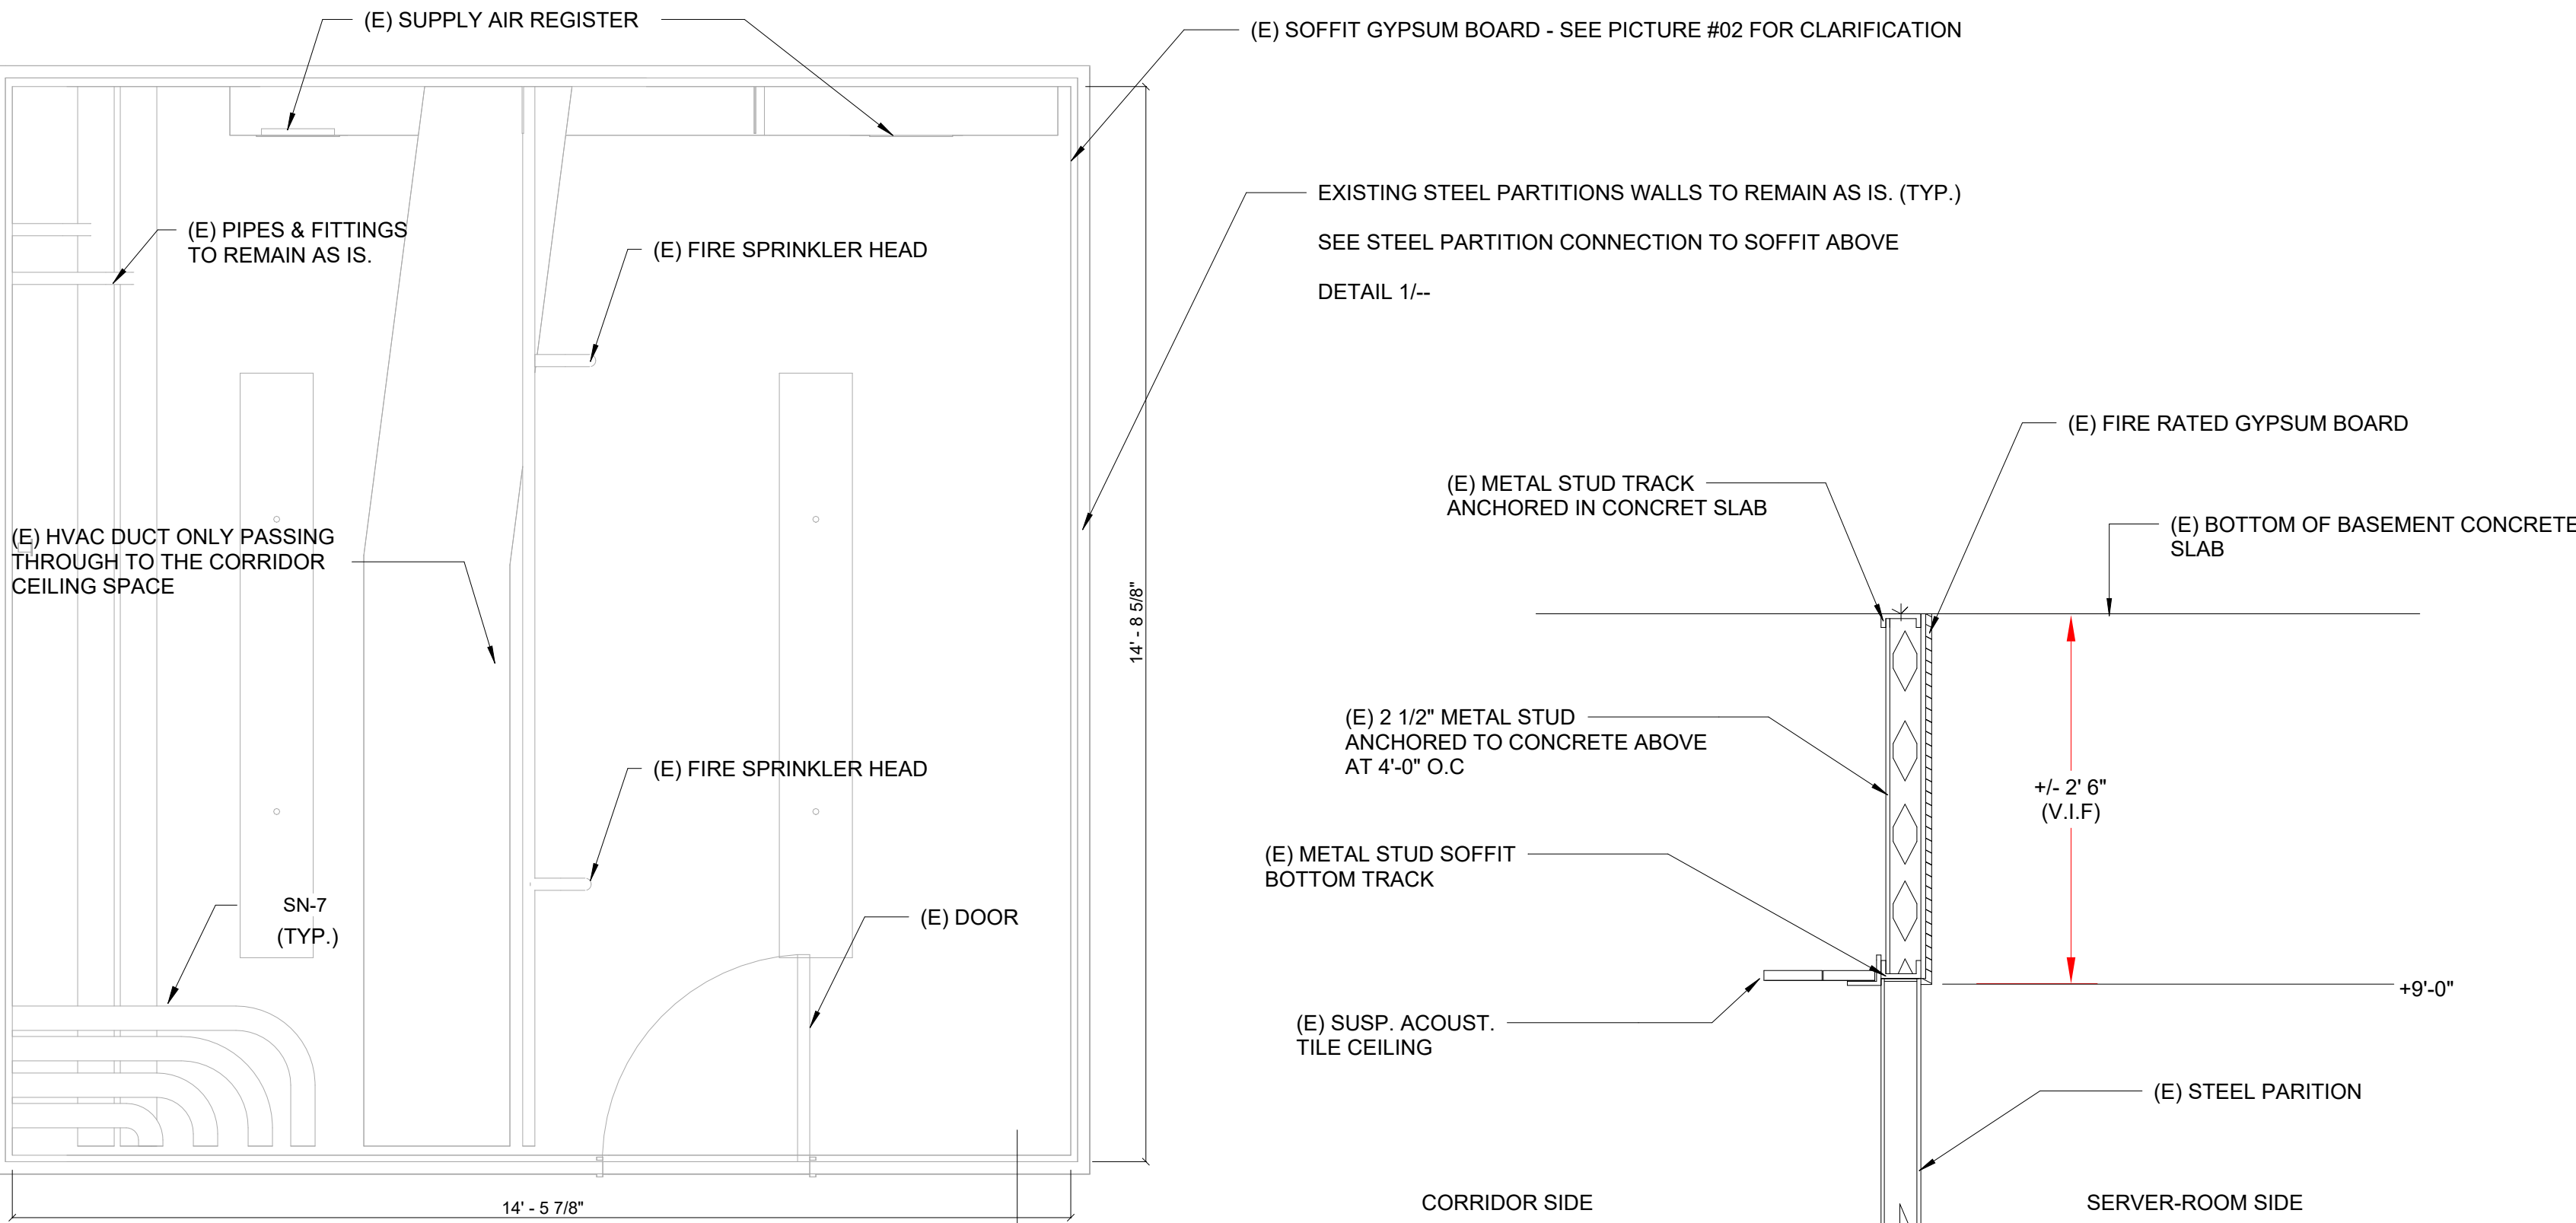 (E) SUPPLY AIR REGISTER
(E) SOFFIT GYPSUM BOARD - SEE PICTURE #02 FOR CLARIFICATION
EXISTING STEEL PARTITIONS WALLS TO REMAIN AS IS. (TYP.)
SEE STEEL PARTITION CONNECTION TO SOFFIT ABOVE
DETAIL 1/--
(E) PIPES & FITTINGS
TO REMAIN AS IS.
(E) FIRE SPRINKLER HEAD
(E) HVAC DUCT ONLY PASSING
THROUGH TO THE CORRIDOR
CEILING SPACE
14' - 8 5/8"
(E) FIRE SPRINKLER HEAD
SN-7
(TYP.)
(E) DOOR
14' - 5 7/8"
(E) FIRE RATED GYPSUM BOARD
(E) METAL STUD TRACK
ANCHORED IN CONCRET SLAB
(E) BOTTOM OF BASEMENT CONCRETE
SLAB
(E) 2 1/2" METAL STUD
ANCHORED TO CONCRETE ABOVE
AT 4'-0" O.C
+/- 2' 6"
(V.I.F)
(E) METAL STUD SOFFIT
BOTTOM TRACK
+9'-0"
(E) SUSP. ACOUST.
TILE CEILING
(E) STEEL PARITION
CORRIDOR SIDE
SERVER-ROOM SIDE